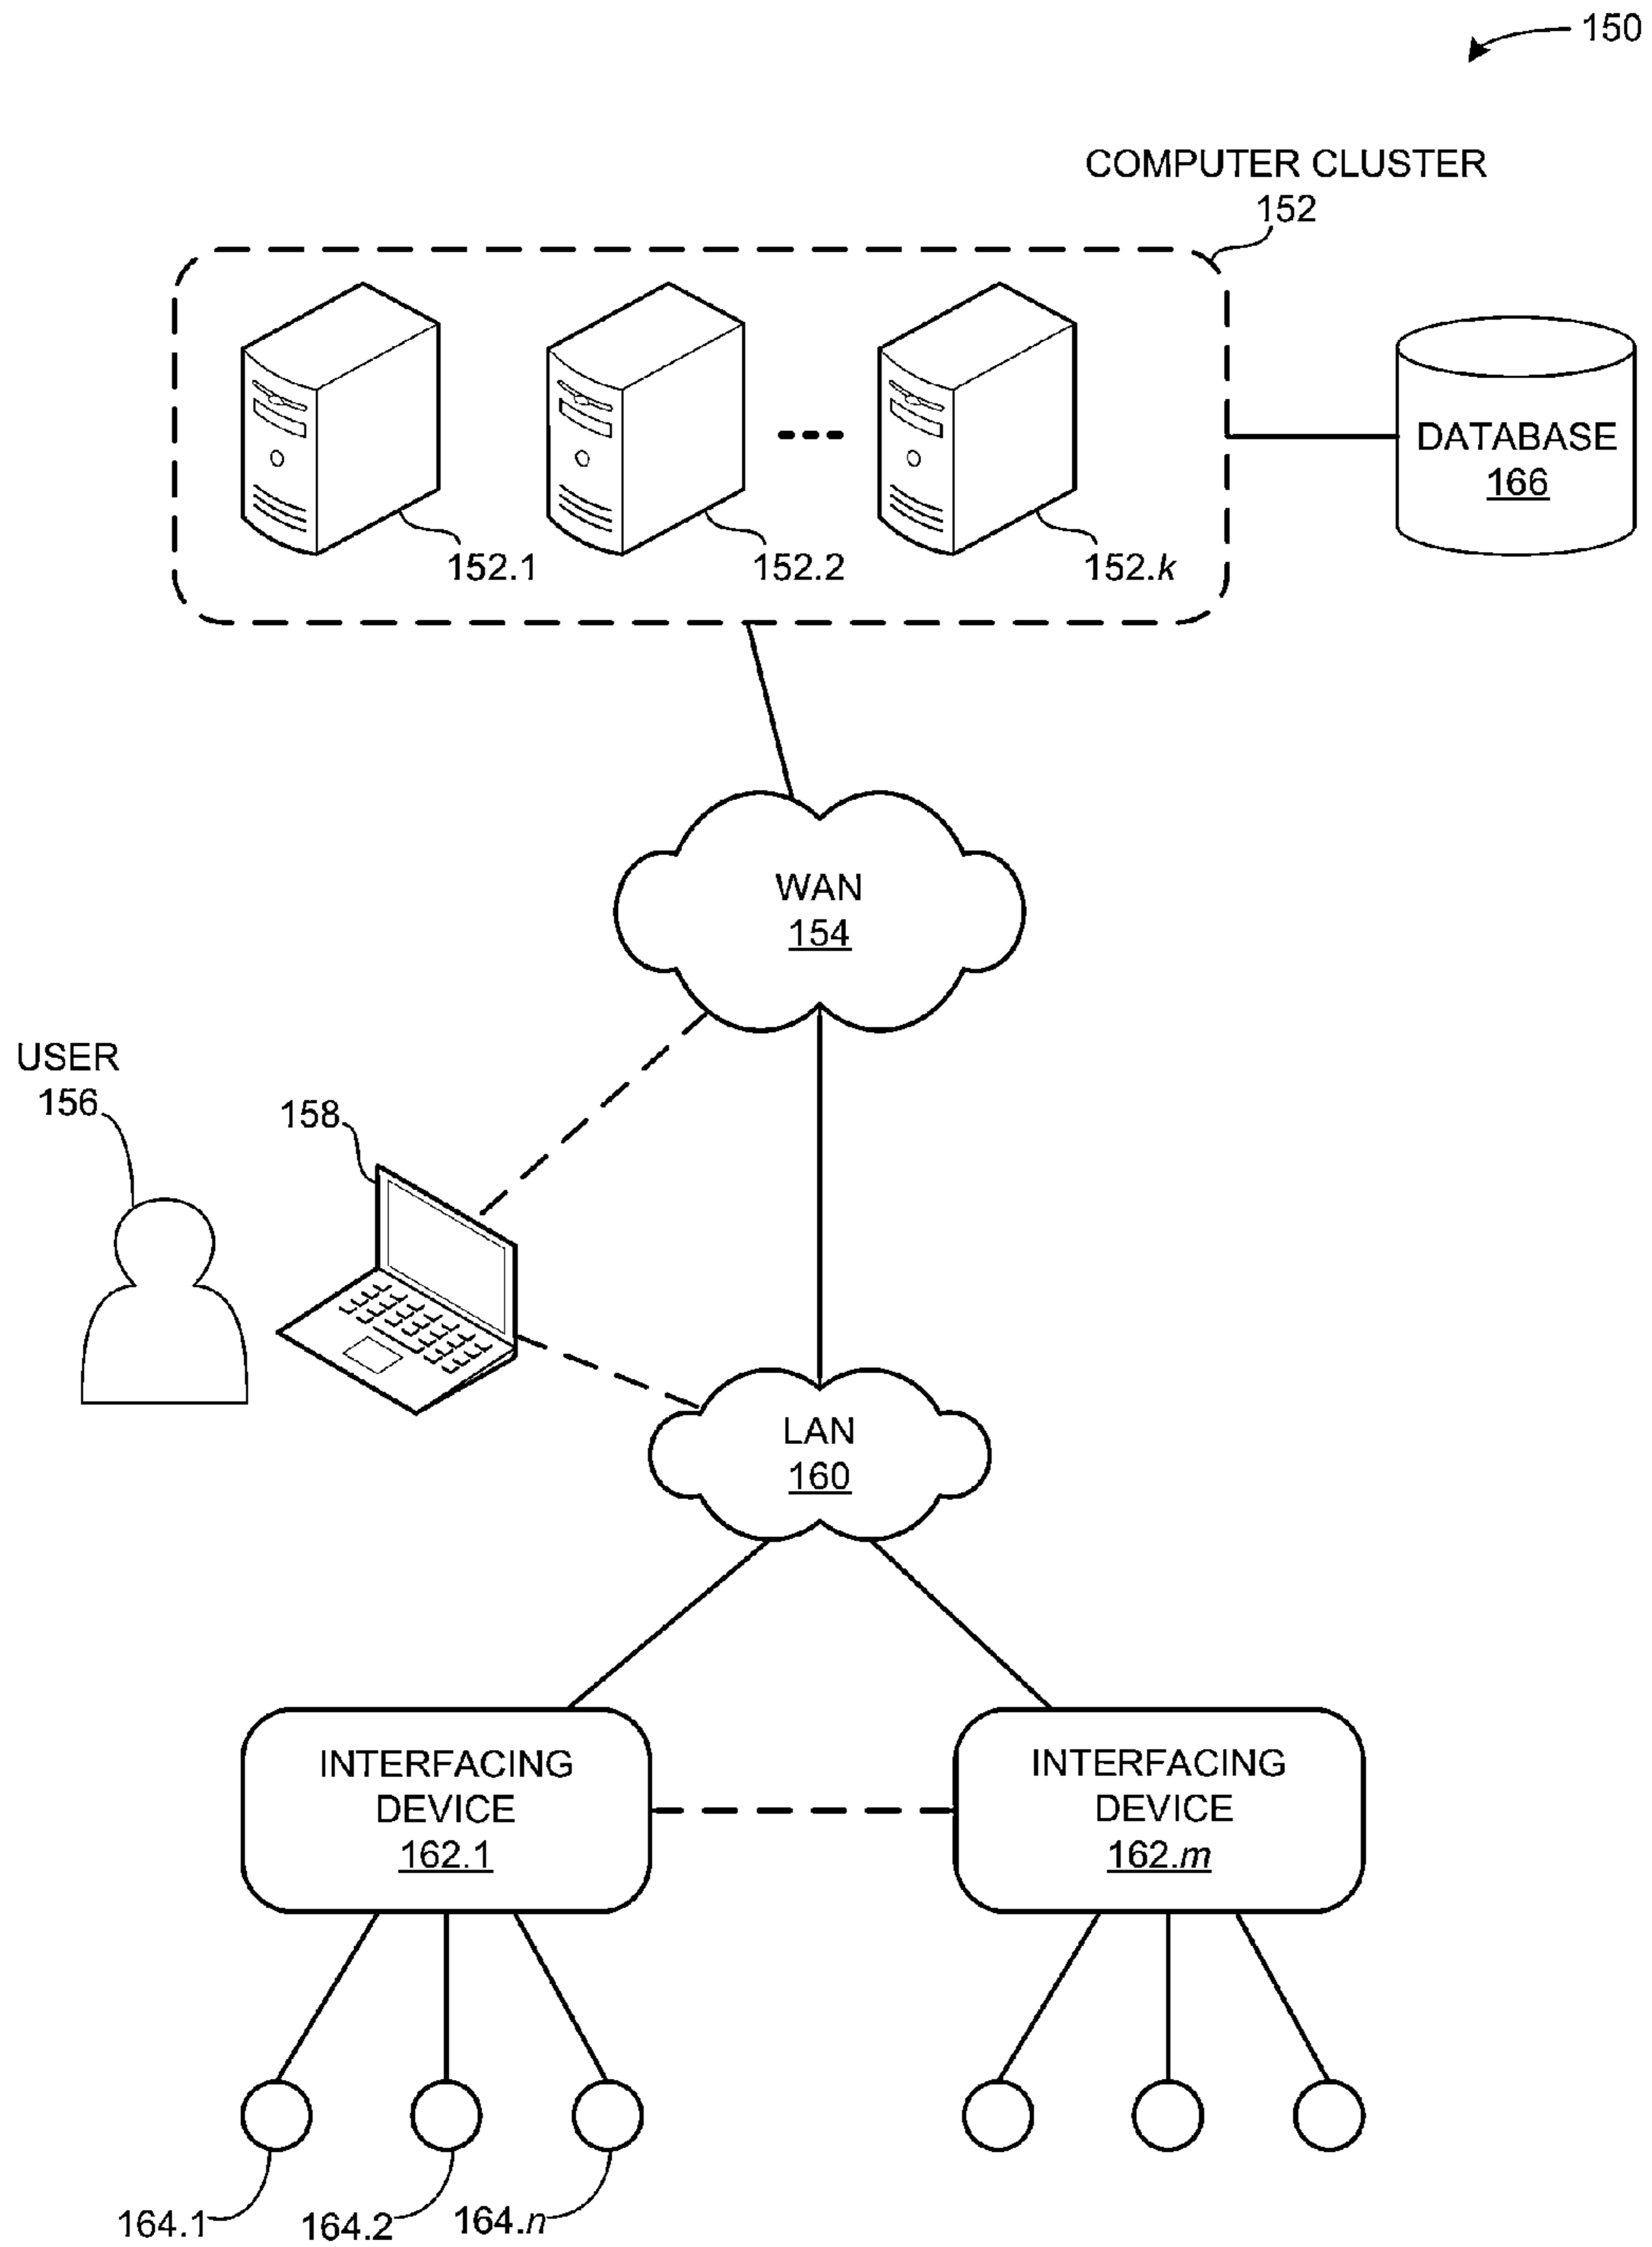 150
COMPUTER CLUSTER
152
152.1
152.2
152.k
DATABASE
166
WAN
154
USER
156
158
LAN
160
INTERFACING
DEVICE
162.1
INTERFACING
DEVICE
162.m
164.1
164.2
164.n